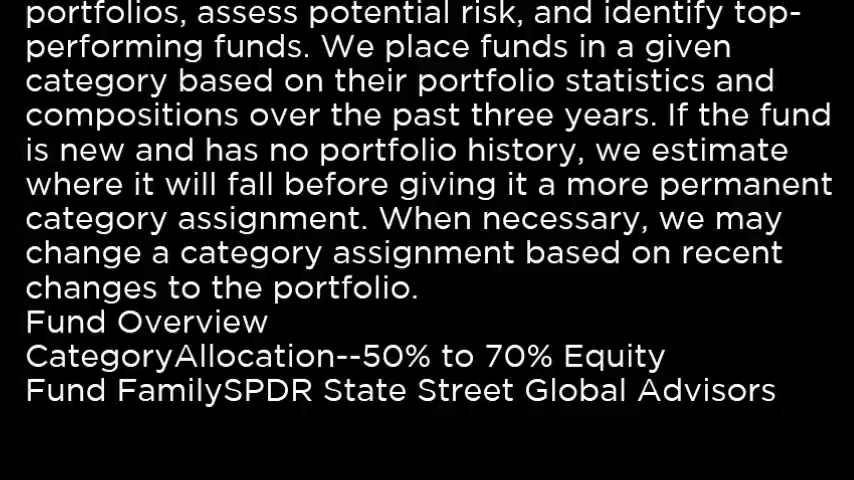 portfolios, assess potential risk, and identify top-
performing funds. We place funds in a given
category based on their portfolio statistics and
compositions over the past three years. If the fund
is new and has no portfolio history, we estimate
where it will fall before giving it a more permanent
category assignment. When necessary, we may
change a category assignment based on recent
changes to the portfolio.
Fund Overview
CategoryAllocation--50% to 70% Equity
Fund FamilySPDR State Street Global Advisors